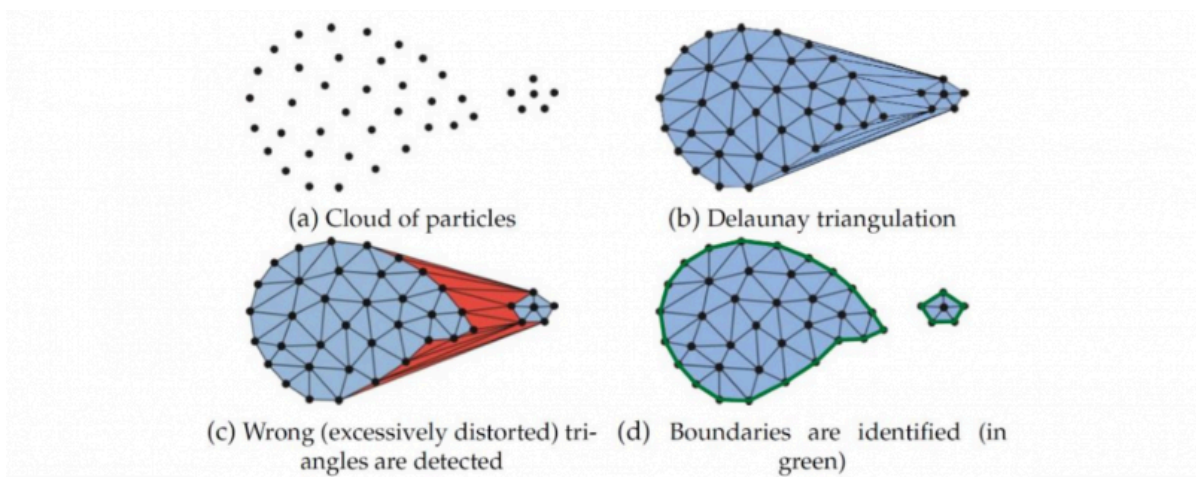 (a) Cloud of particles
(b) Delaunay triangulation
(c) Wrong (excessively distorted) tri-
angles are detected
(d) Boundaries are identified (in
green)